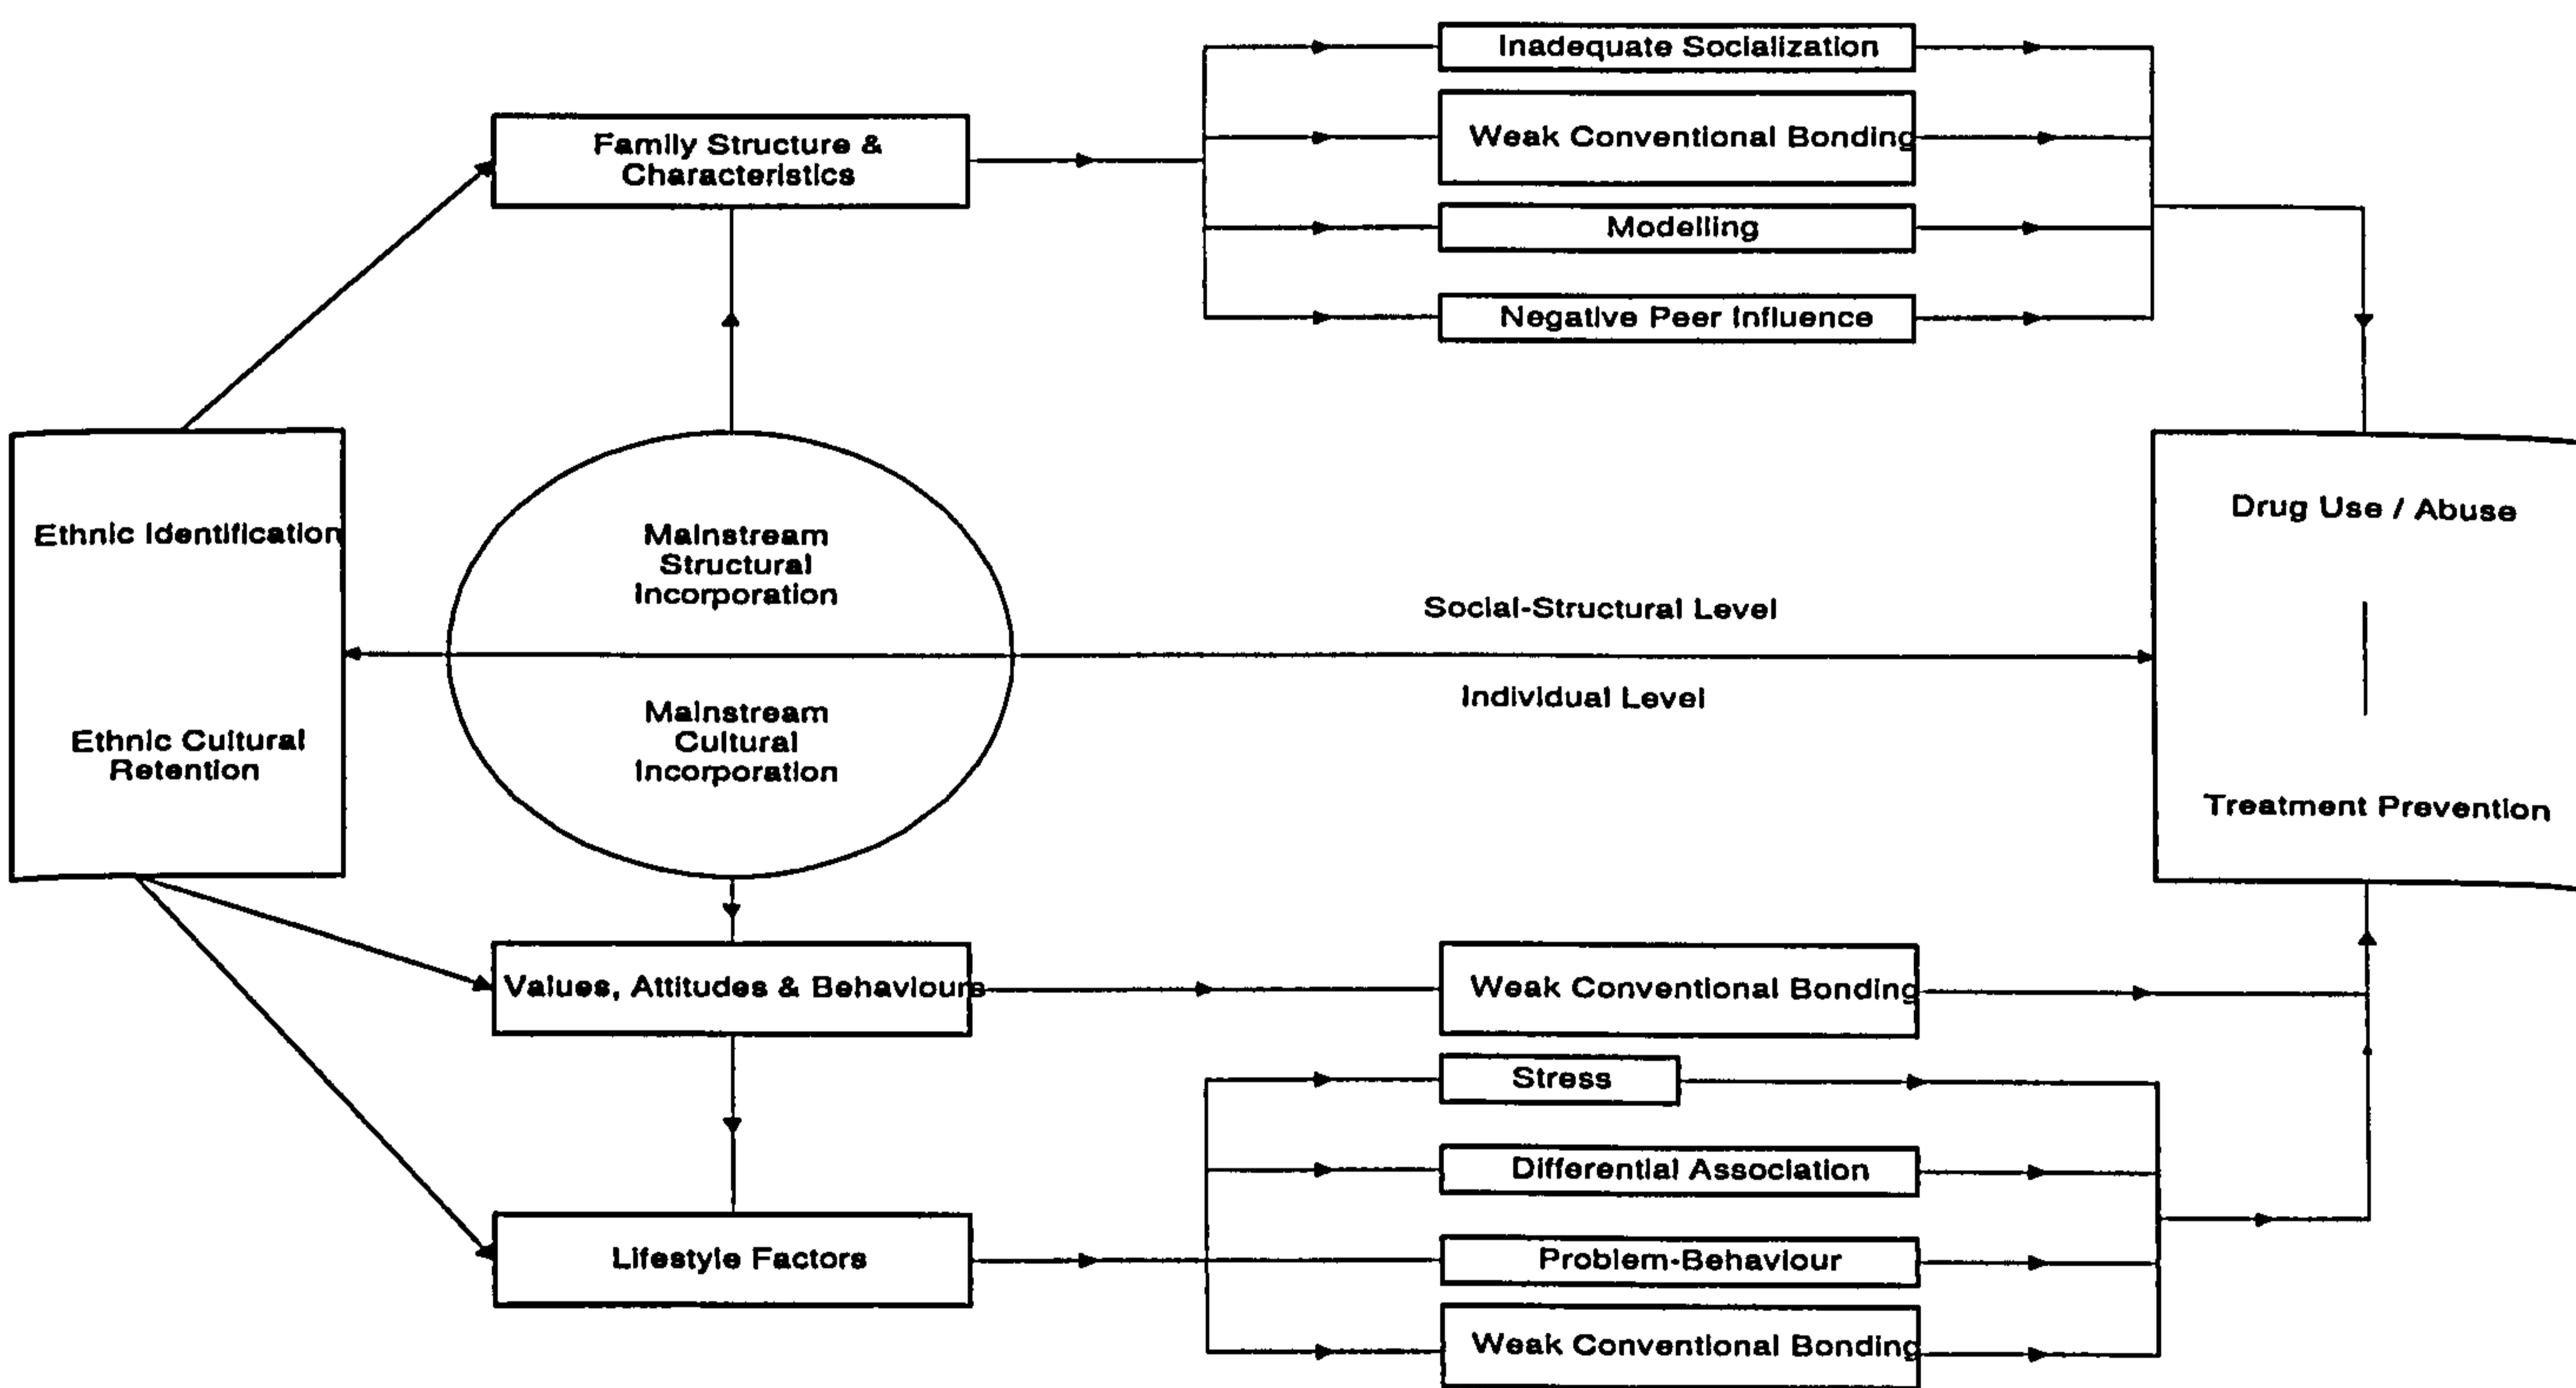 Inadequate Socialization
Family Structure &
Characteristics
Weak Conventional Bonding
Modelling
Negative Peer Influence
Ethnic Identification
Ethnic Cultural
Retention
Mainstream
Structural
Incorporation
Mainstream
Cultural
Incorporation
Social-Structural Level
Individual Level
Drug Use / Abuse
Treatment Prevention
Values, Attitudes & Behaviours
Weak Conventional Bonding
Stress
Differential Association
Lifestyle Factors
Problem-Behaviour
Weak Conventional Bonding